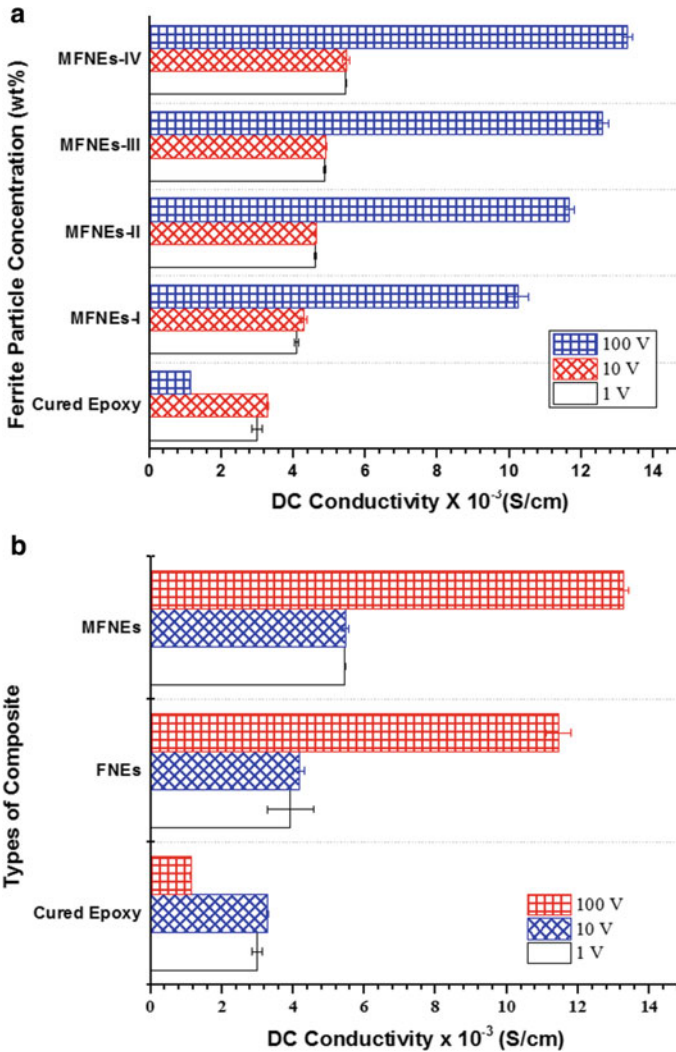 a
Ferrite Particle Concentration (wt%)
MFNEs-IV
MFNEs-III
MFNEs-II
MFNEs-I
Cured Epoxy
100 V
10 V
1 V
0 2 4 6 8 10 12 14
DC Conductivity X 10⁻³(S/cm)
b
Types of Composite
MFNEs
FNEs
Cured Epoxy
100 V
10 V
1 V
0 2 4 6 8 10 12 14
DC Conductivity x 10⁻³ (S/cm)